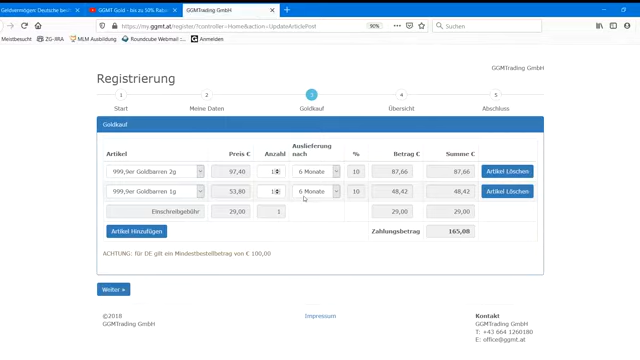 Geldvermögen: Deutsche besi
GGMT Gold - bis zu 10% Rabat
GGMTrading GmbH
https://my.ggmt.at/register/?controller=Home&action=UpdateArticlePost
90%
Suchen
Meistbesucht
ZG-XRA
MLM Ausbildung
Roundcube Webmail :...
Anmelden
GGMTrading GmbH
Registrierung
1 2 3 4 5
Start Meine Daten Goldkauf Übersicht Abschluss
Goldkauf
Artikel Preis € Anzahl Auslieferung nach % Betrag € Summe €
999,9er Goldbarren 2g 97,40 1 6 Monate 10 87,66 87,66 Artikel Löschen
999,9er Goldbarren 1g 53,80 1 6 Monate 10 48,42 48,42 Artikel Löschen
Einschreibgebühr 29,00 1 29,00 29,00
Artikel Hinzufügen Zahlungsbetrag 165,08
ACHTUNG: für DE gilt ein Mindestbestellbetrag von € 100,00
Weiter »
©2018 Impressum Kontakt
GGMTrading GmbH GGMTrading GmbH
T: +43 664 1260180
E: office@ggmt.at